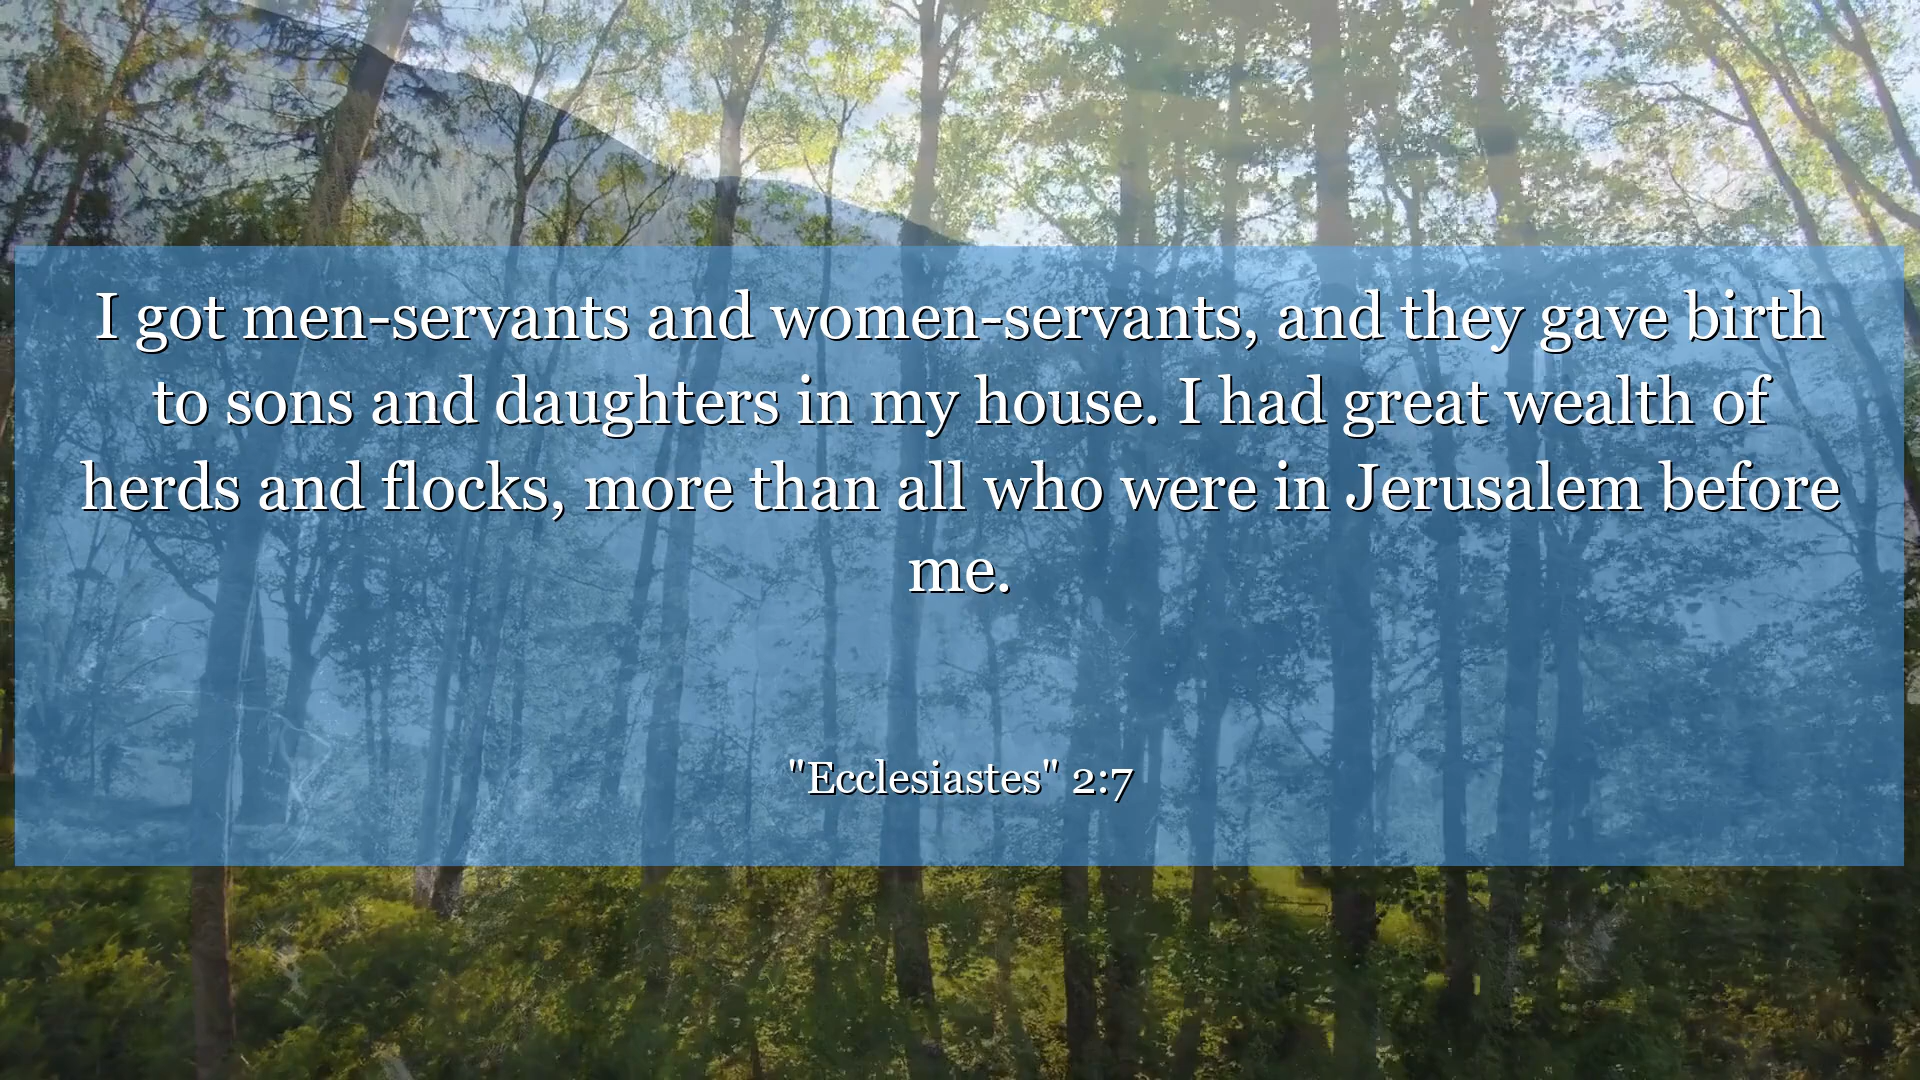 I got men-servants and women-servants, and they gave birth
to sons and daughters in my house. I had great wealth of
herds and flocks, more than all who were in Jerusalem before
me.
"Ecclesiastes" 2:7